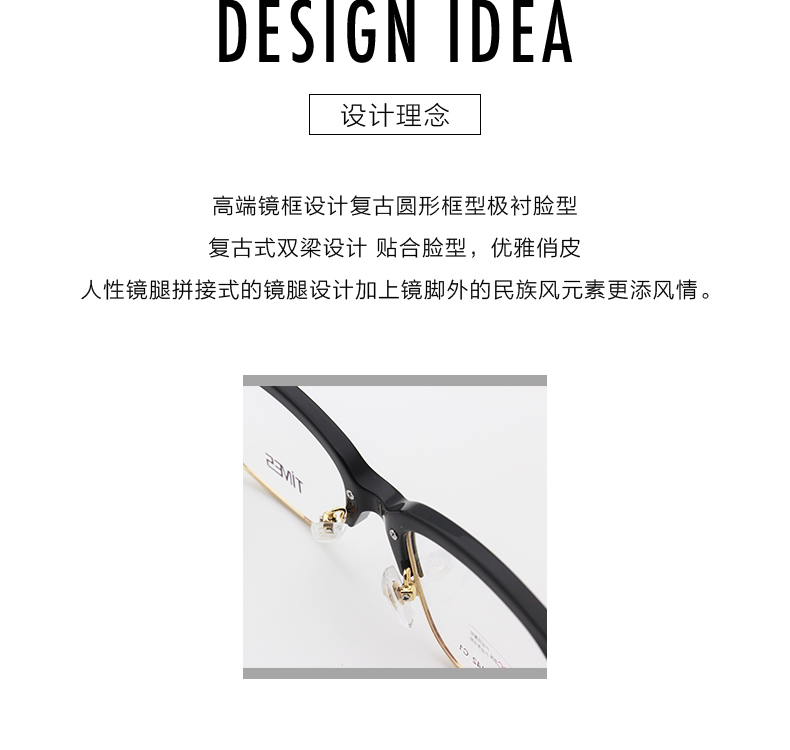 DESIGN IDEA
设计理念
高端镜框设计复古圆形框型极衬脸型
复古式双梁设计 贴合脸型，优雅俏皮
人性镜腿拼接式的镜腿设计加上镜脚外的民族风元素更添风情。
TiMES
C1